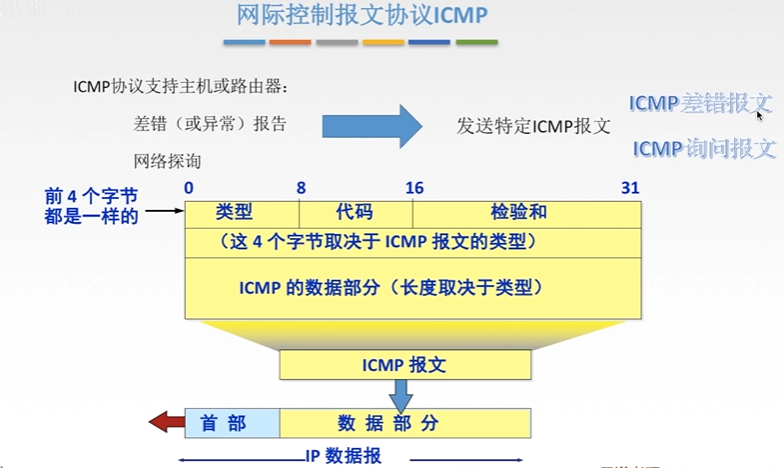 网际控制报文协议ICMP
ICMP协议支持主机或路由器：
差错（或异常）报告
网络探询
发送特定ICMP报文
ICMP差错报文
ICMP询问报文
前 4 个字节
都是一样的
0 8 16 31
类型 代码 检验和
（这 4 个字节取决于 ICMP 报文的类型）
ICMP 的数据部分（长度取决于类型）
ICMP 报文
首 部 数 据 部 分
IP 数据报